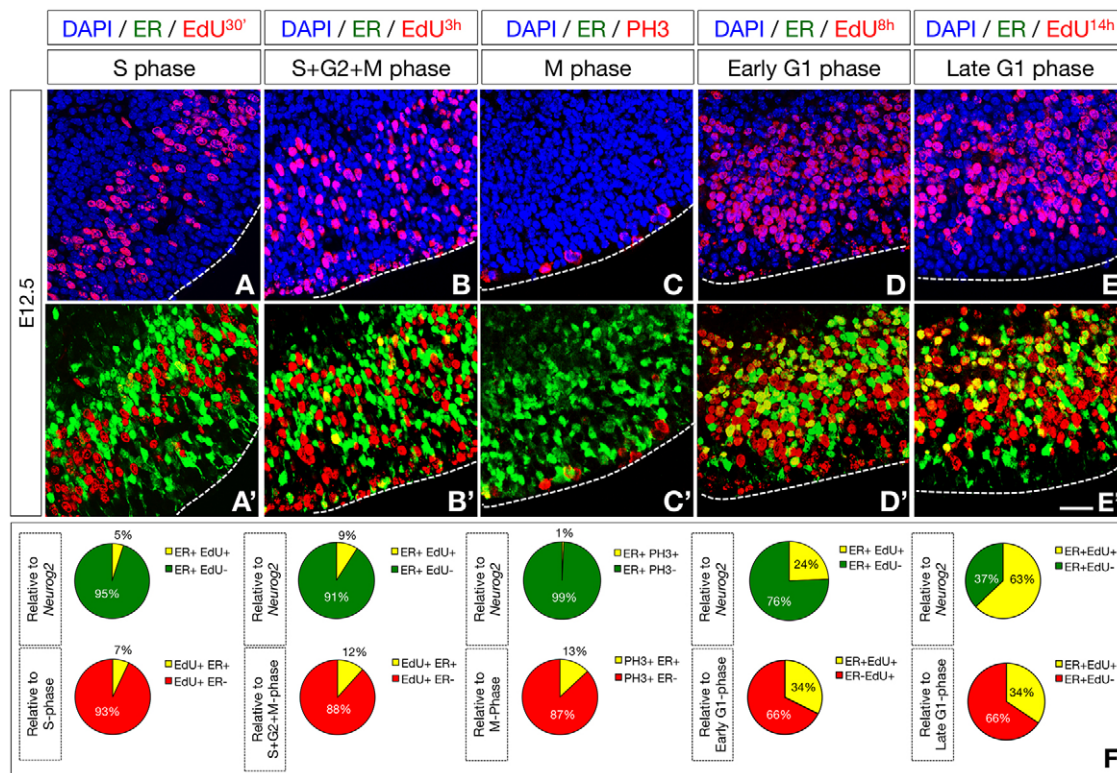 DAPI / ER / EdU30' DAPI / ER / EdU3h DAPI / ER / PH3 DAPI / ER / EdU8h DAPI / ER / EdU14h
S phase S+G2+M phase M phase Early G1 phase Late G1 phase
E12.5
A B C D E
A' B' C' D' E'
Relative to
Neurog2
5%
95%
ER+ EdU+
ER+ EdU-
Relative to
Neurog2
9%
91%
ER+ EdU+
ER+ EdU-
Relative to
Neurog2
1%
99%
ER+ PH3+
ER+ PH3-
Relative to
Neurog2
24%
76%
ER+ EdU+
ER+ EdU-
Relative to
Neurog2
37% 63%
ER+EdU+
ER+EdU-
Relative to
S-phase
7%
93%
EdU+ ER+
EdU+ ER-
Relative to
S+G2+M-phase
12%
88%
EdU+ ER+
EdU+ ER-
Relative to
M-Phase
13%
87%
PH3+ ER+
PH3+ ER-
Relative to
Early G1-phase
34%
66%
ER+EdU+
ER-EdU+
Relative to
Late G1-phase
34%
66%
ER+EdU+
ER+EdU-
F